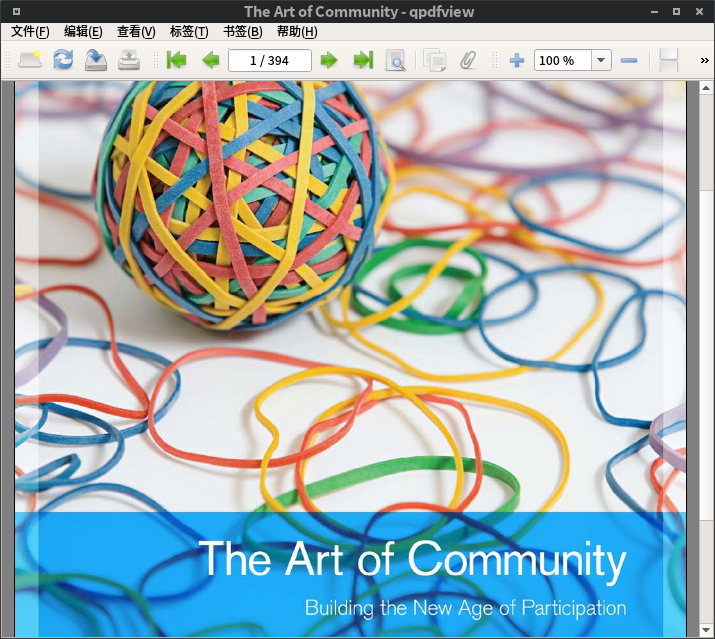 The Art of Community - qpdfview
文件(F) 编辑(E) 查看(V) 标签(T) 书签(B) 帮助(H)
1 / 394 100 % »
The Art of Community
Building the New Age of Participation